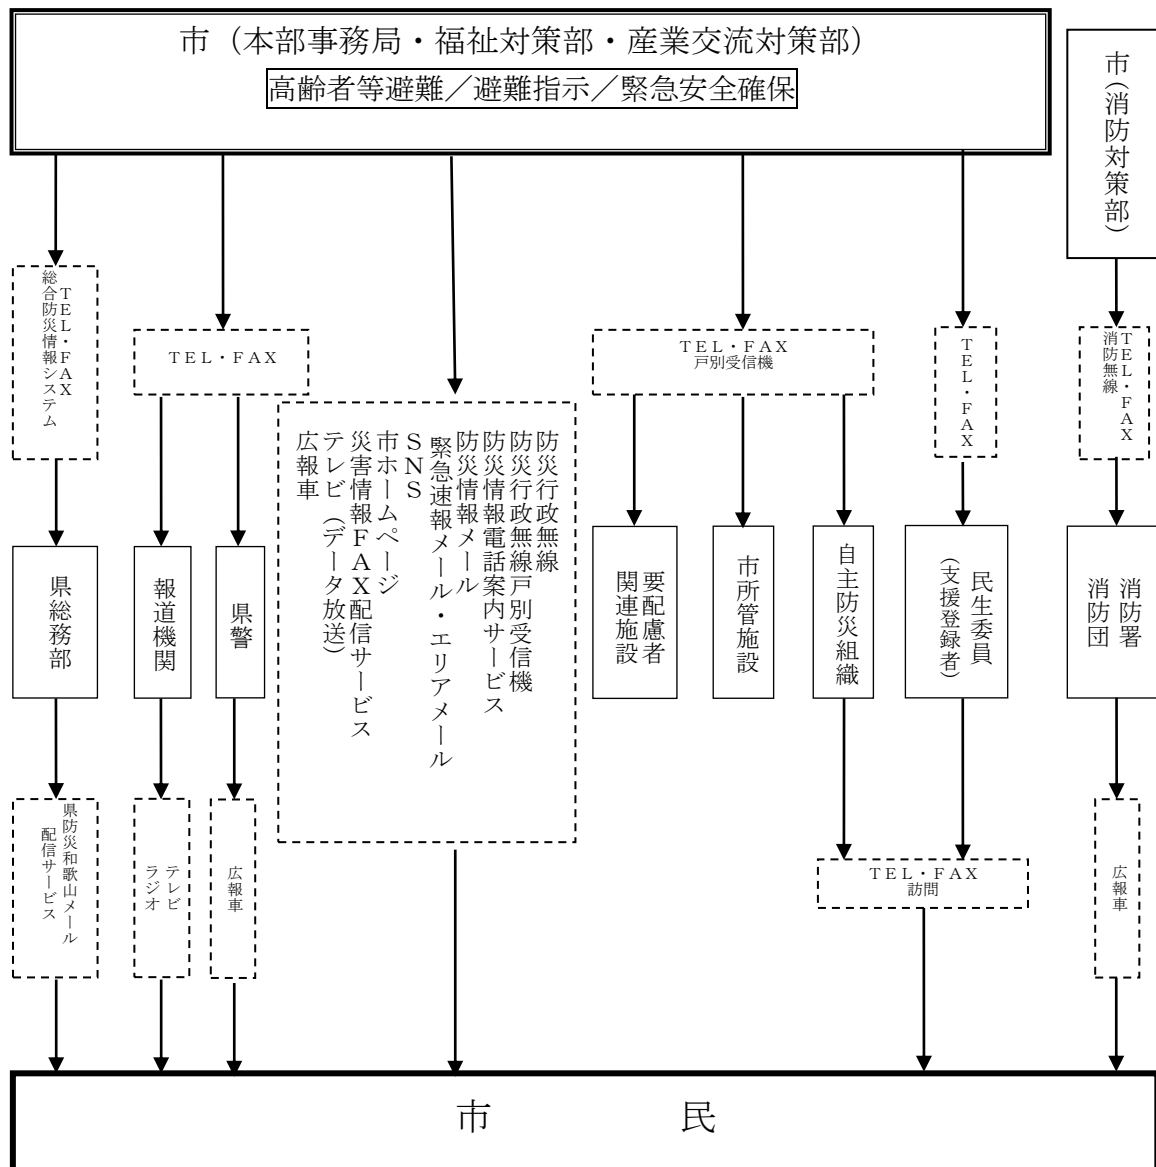 市（本部事務局・福祉対策部・産業交流対策部）
高齢者等避難／避難指示／緊急安全確保
市（消防対策部）
ＴＥＬ・ＦＡＸ
総合防災情報システム
ＴＥＬ・ＦＡＸ
ＴＥＬ・ＦＡＸ
戸別受信機
ＴＥＬ・ＦＡＸ
ＴＥＬ・ＦＡＸ
消防無線
防災行政無線
防災行政無線戸別受信機
防災情報電話案内サービス
防災情報メール
緊急速報メール・エリアメール
ＳＮＳ
市ホームページ
災害情報ＦＡＸ配信サービス
テレビ（データ放送）
広報車
県総務部
報道機関
県警
要配慮者
関連施設
市所管施設
自主防災組織
民生委員
（支援登録者）
消防署
消防団
県防災和歌山メール
配信サービス
テレビ
ラジオ
広報車
ＴＥＬ・ＦＡＸ
訪問
広報車
市　　　　民